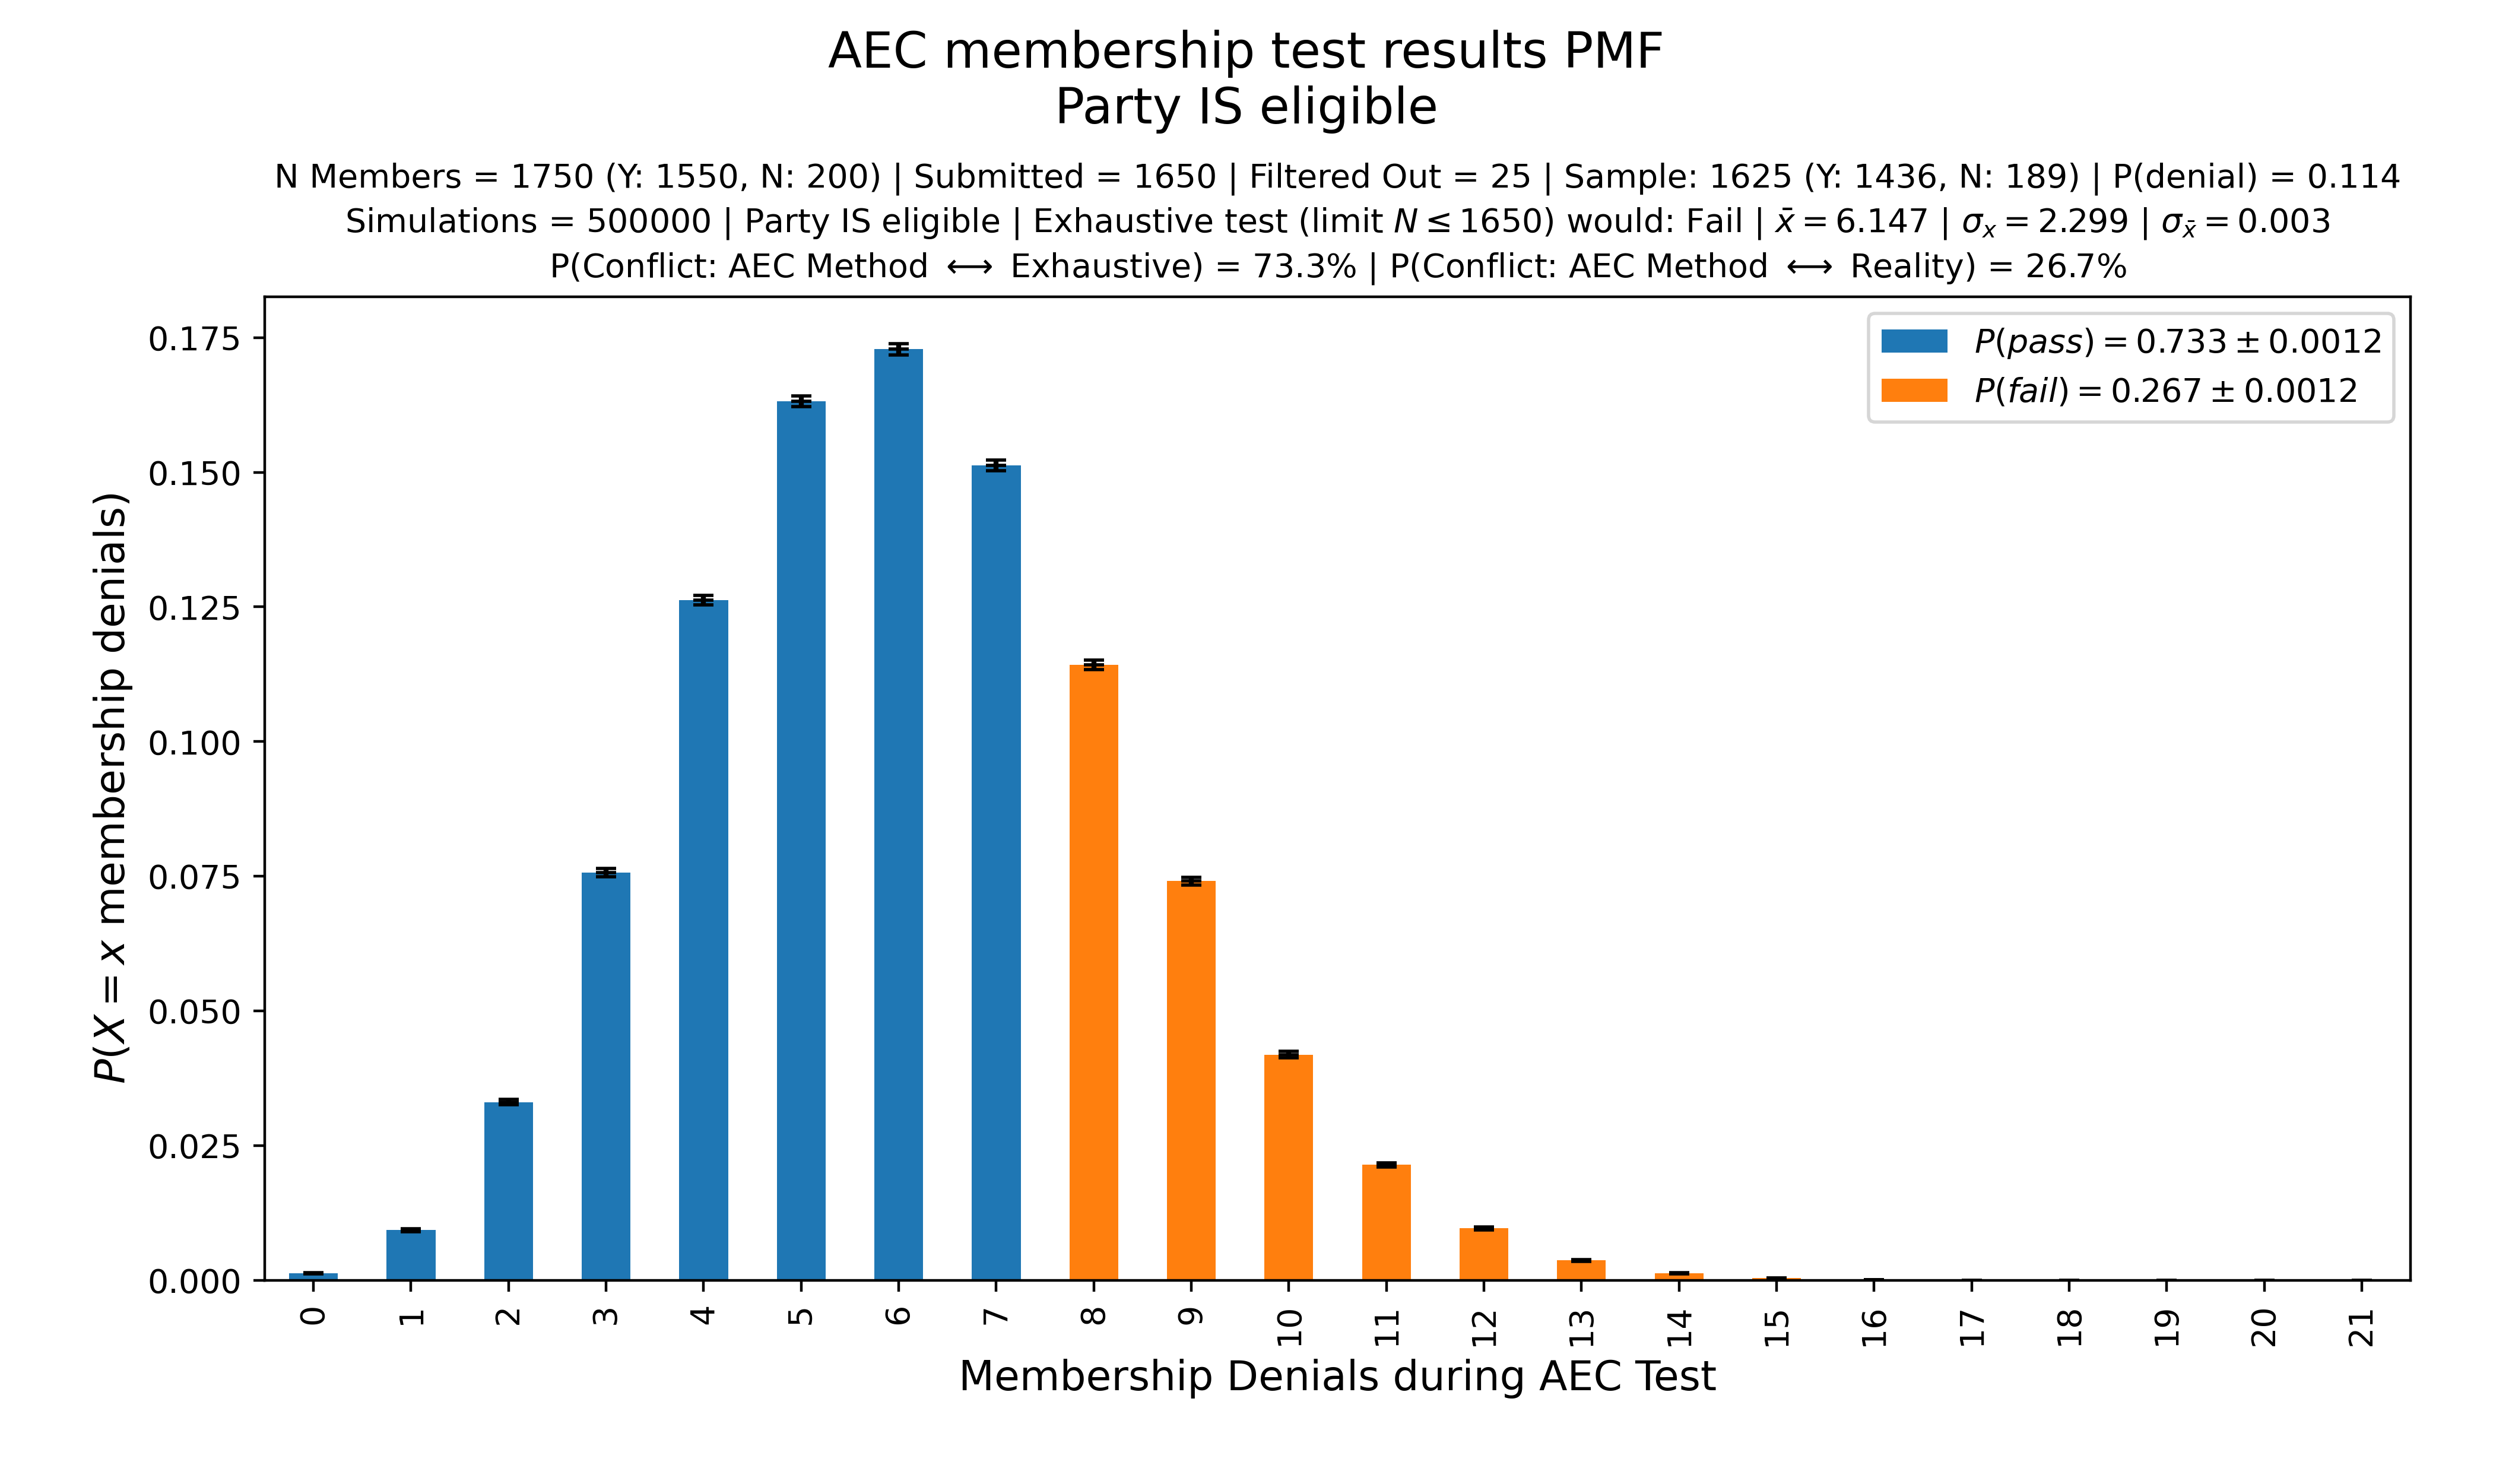 AEC membership test results PMF
Party IS eligible
N Members = 1750 (Y: 1550, N: 200) | Submitted = 1650 | Filtered Out = 25 | Sample: 1625 (Y: 1436, N: 189) | P(denial) = 0.114
Simulations = 500000 | Party IS eligible | Exhaustive test (limit N ≤ 1650) would: Fail | x̄ = 6.147 | σₓ = 2.299 | σ_x̄ = 0.003
P(Conflict: AEC Method ⟷ Exhaustive) = 73.3% | P(Conflict: AEC Method ⟷ Reality) = 26.7%
P(pass) = 0.733 ± 0.0012
P(fail) = 0.267 ± 0.0012
P(X = x membership denials)
0.175
0.150
0.125
0.100
0.075
0.050
0.025
0.000
0 1 2 3 4 5 6 7 8 9 10 11 12 13 14 15 16 17 18 19 20 21
Membership Denials during AEC Test